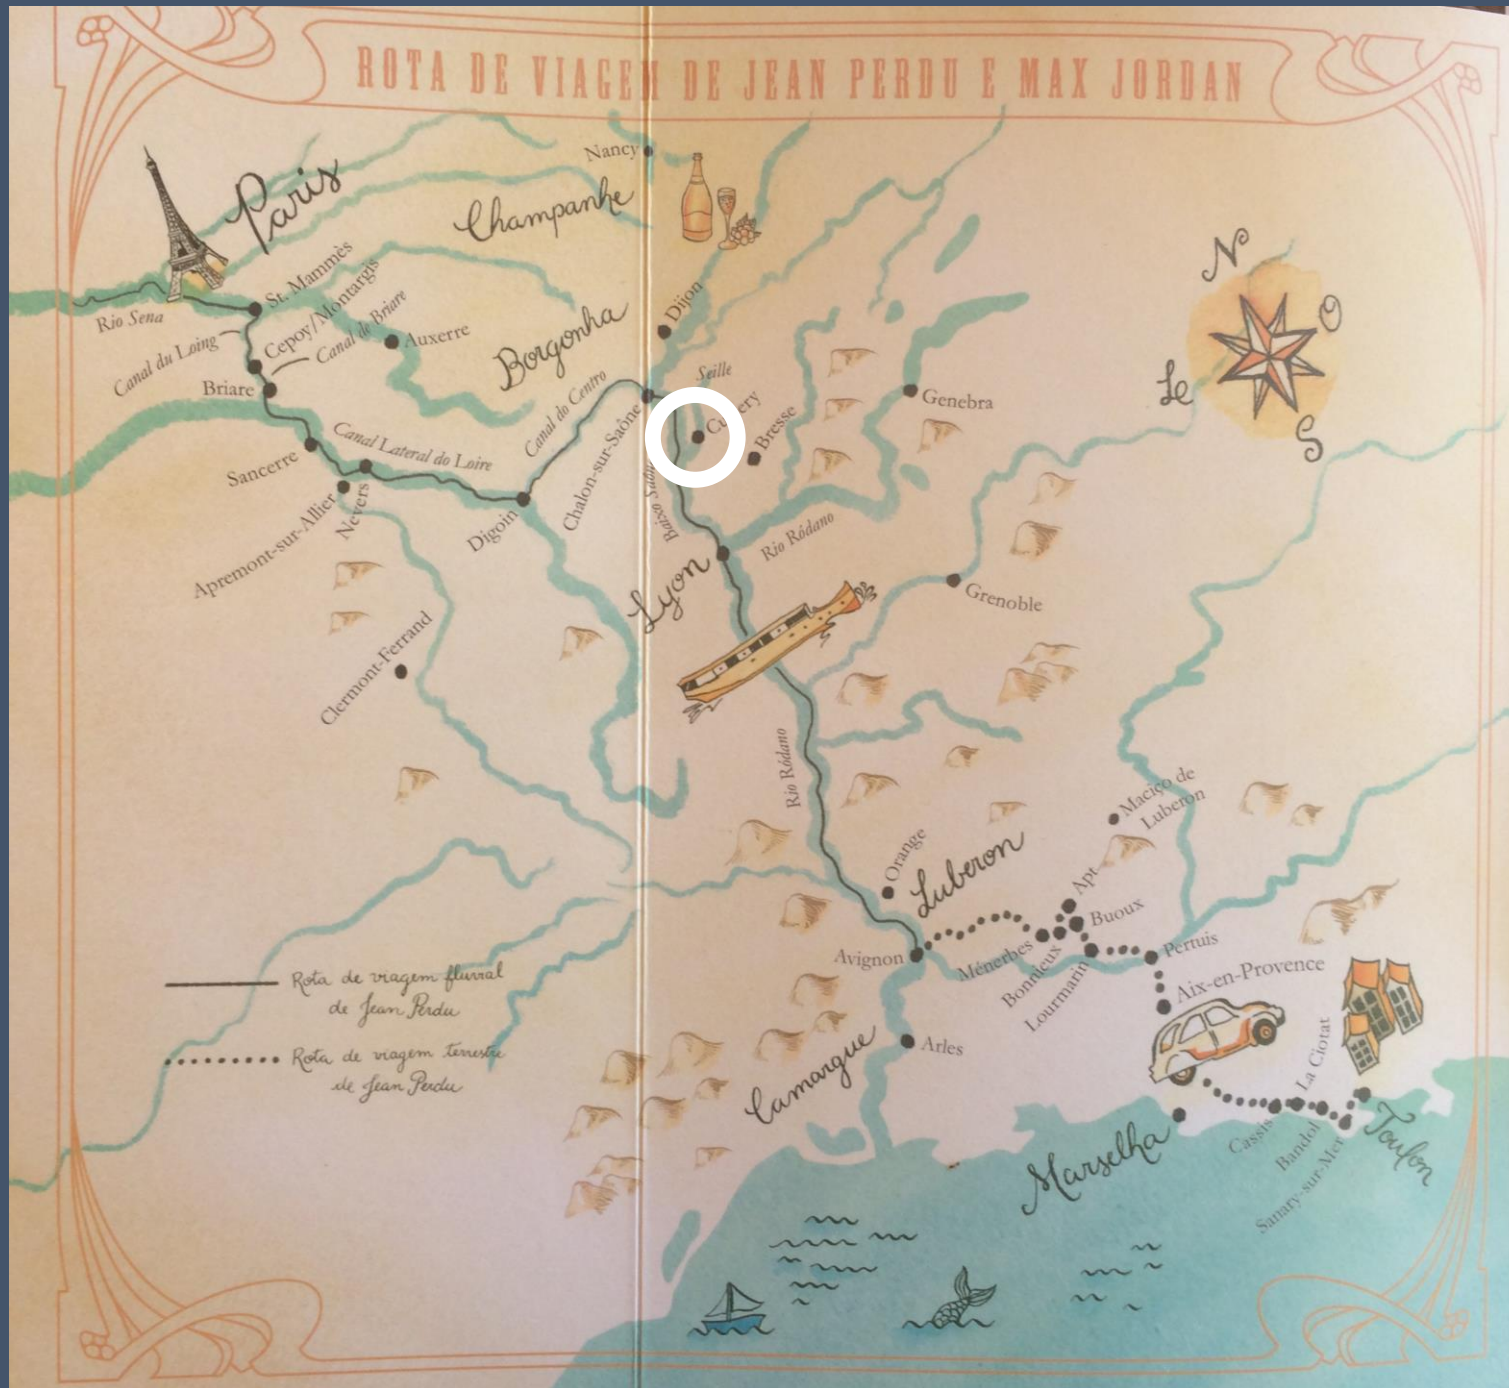 ROTA DE VIAGEM DE JEAN PERDU E MAX JORDAN
Nancy
Paris
Champanhe
St. Mammès
Rio Sena
Cepoy/Montargis
Canal de Briare
Canal du Loing
Auxerre
Borgonha
Dijon
N
O
Le
S
Briare
Seille
Canal do Centro
Genebra
Bresse
Sancerre
Canal Lateral do Loire
Chalon-sur-Saône
Baixo
Apremont-sur-Allier
Nevers
Digoin
Rio Ródano
Lyon
Grenoble
Clermont-Ferrand
Rio Ródano
Maciço de
Luberon
Orange
Luberon
Apt
Buoux
Avignon
Ménerbes
Bonnieux
Lourmarin
Pertuis
Aix-en-Provence
Rota de viagem fluvial
de Jean Perdu
Rota de viagem terrestre
de Jean Perdu
Arles
Camargue
Marselha
Cassis
La Ciotat
Bandol
Sanary-sur-Mer
Toulon